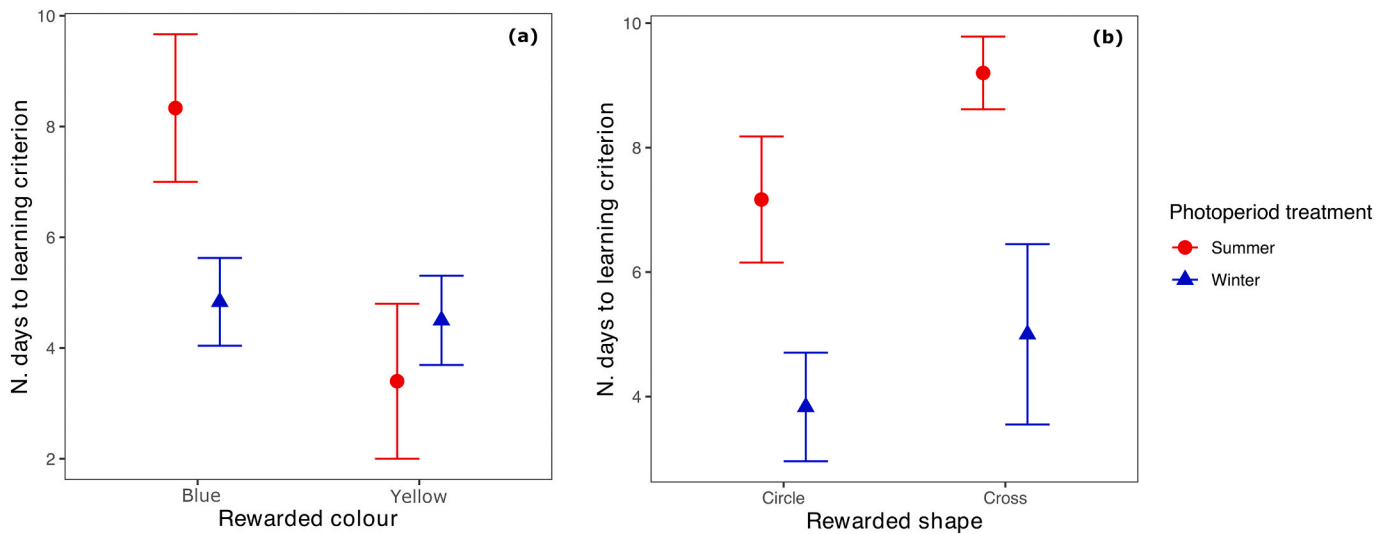 (a)
N. days to learning criterion
10
8
6
4
2
Blue Yellow
Rewarded colour
(b)
N. days to learning criterion
10
8
6
4
Circle Cross
Rewarded shape
Photoperiod treatment
Summer
Winter